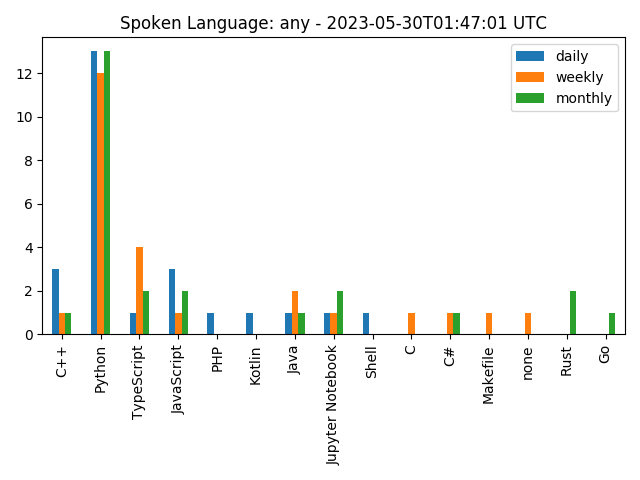 Spoken Language: any - 2023-05-30T01:47:01 UTC
daily
weekly
monthly
12
10
8
6
4
2
0
C++
Python
TypeScript
JavaScript
PHP
Kotlin
Java
Jupyter Notebook
Shell
C
C#
Makefile
none
Rust
Go